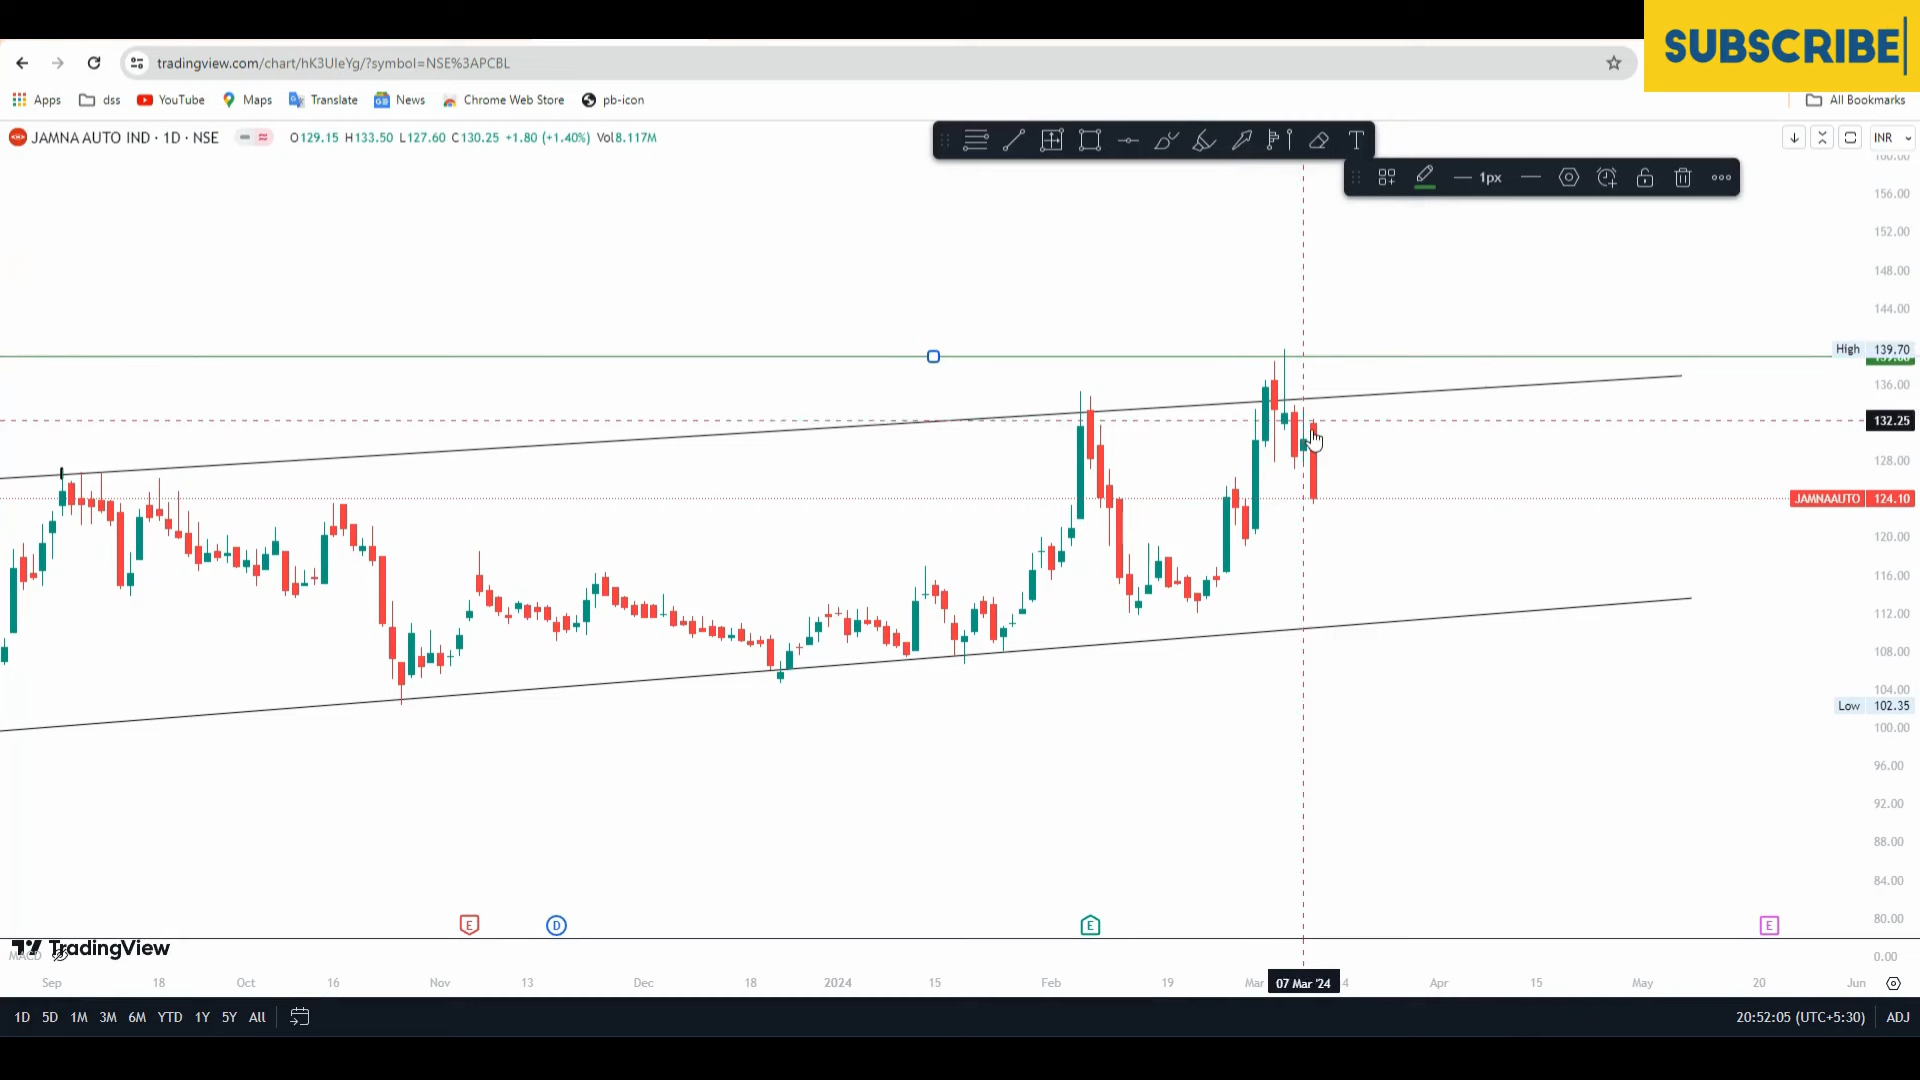 SUBSCRIBE
tradingview.com/chart/hK3UIeYg/?symbol=NSE%3APCBL
Apps dss YouTube Maps Translate News Chrome Web Store pb-icon All Bookmarks
JAMNA AUTO IND · 1D · NSE O129.15 H133.50 L127.60 C130.25 +1.80 (+1.40%) Vol8.117M T INR
1px
160.00
156.00
152.00
148.00
144.00
High 139.70
136.00
132.25
128.00
JAMNAAUTO 124.10
120.00
116.00
112.00
108.00
104.00
Low 102.35
100.00
96.00
92.00
88.00
84.00
80.00
E D E E
TradingView
MACD
0.00
Sep 18 Oct 16 Nov 13 Dec 18 2024 15 Feb 19 Mar 07 Mar '24 4 Apr 15 May 20 Jun
1D 5D 1M 3M 6M YTD 1Y 5Y All 20:52:05 (UTC+5:30) ADJ